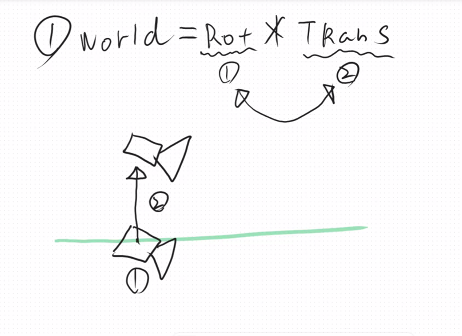 ① World = Rot * Trans
① ②
②
①